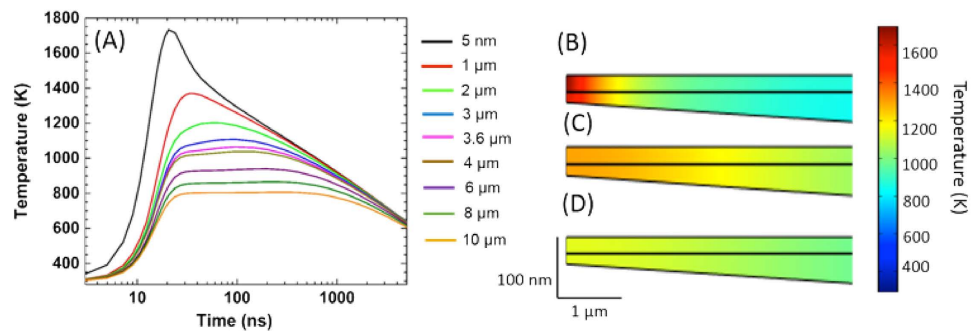 1800
1600
1400
1200
1000
800
600
400
Temperature (K)
(A)
10
100
1000
Time (ns)
5 nm
1 µm
2 µm
3 µm
3.6 µm
4 µm
6 µm
8 µm
10 µm
(B)
(C)
(D)
100 nm
1 µm
1600
1400
1200
1000
800
600
400
Temperature (K)